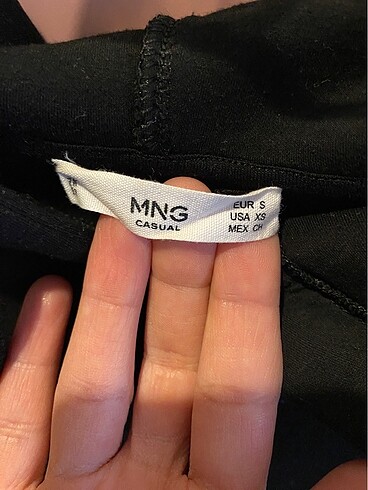 MNG
CASUAL
EUR S
USA XS
MEX CH